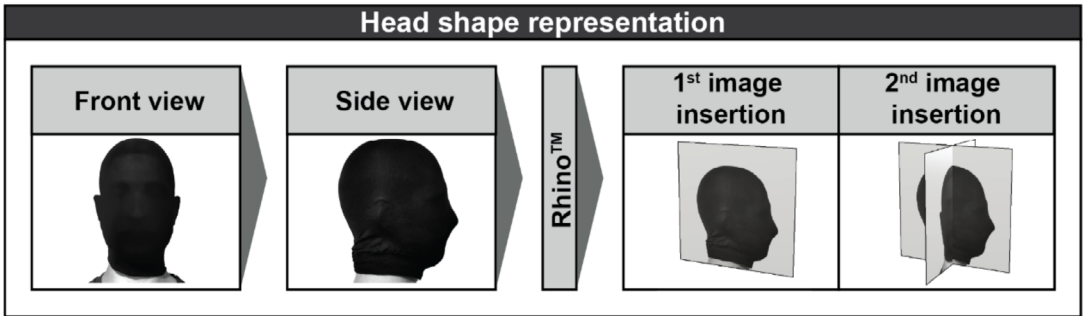 Head shape representation
Front view
Side view
Rhino™
1st image
insertion
2nd image
insertion